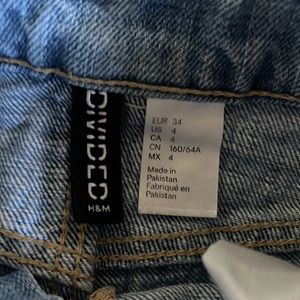 DIVIDED
H&M
EUR 34
US 4
CA 4
CN 160/64A
MX 4
Made in
Pakistan
Fabriqué en
Pakistan